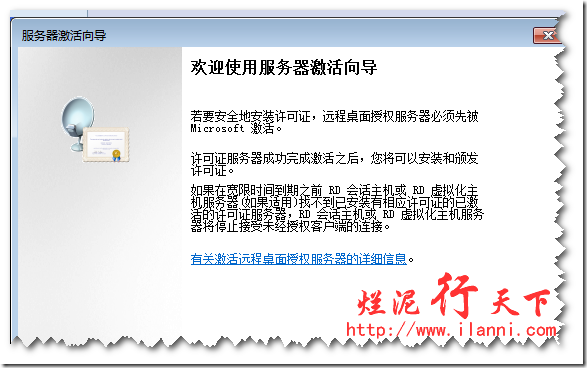 服务器激活向导
欢迎使用服务器激活向导
若要安全地安装许可证，远程桌面授权服务器必须先被
Microsoft 激活。
许可证服务器成功完成激活之后，您将可以安装和颁发
许可证。
如果在宽限时间到期之前 RD 会话主机或 RD 虚拟化主
机服务器(如果适用)找不到已安装有相应许可证的已激
活的许可证服务器，RD 会话主机或 RD 虚拟化主机服务
器将停止接受未经授权客户端的连接。
有关激活远程桌面授权服务器的详细信息。
烂泥行天下
http://www.ilanni.com